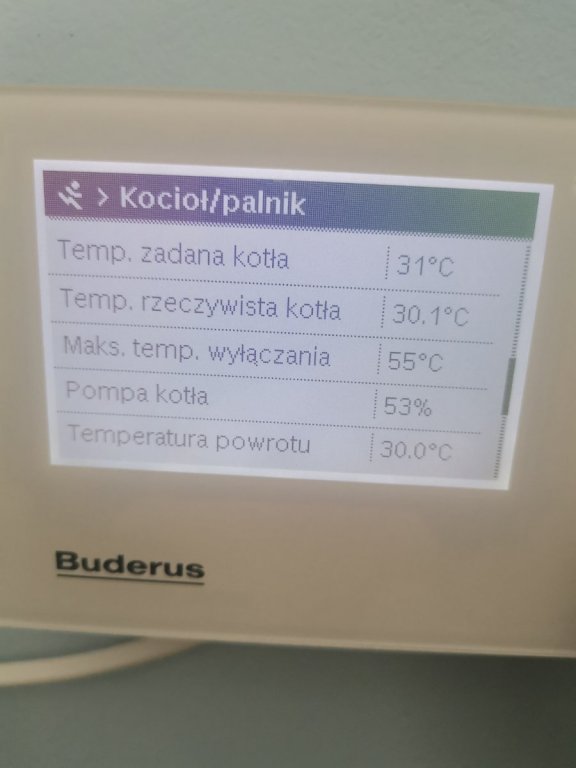 > Kocioł/palnik
Temp. zadana kotła 31°C
Temp. rzeczywista kotła 30.1°C
Maks. temp. wyłączania 55°C
Pompa kotła 53%
Temperatura powrotu 30.0°C
Buderus